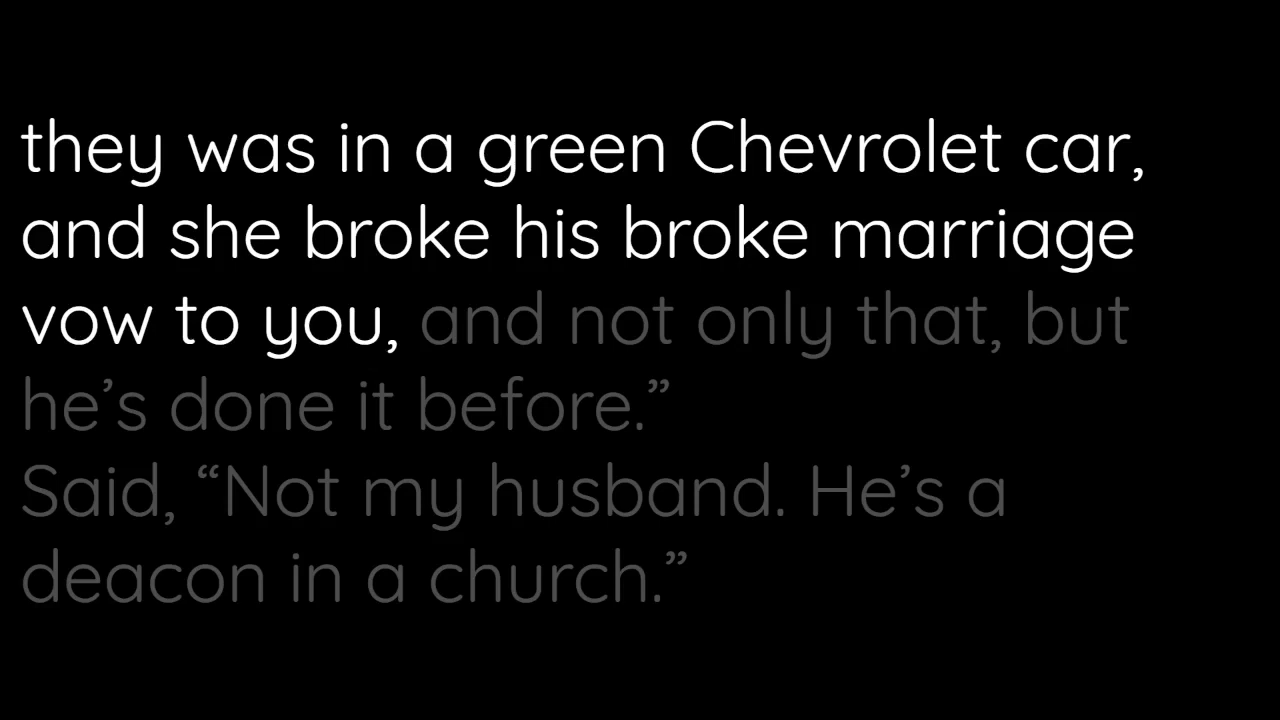 they was in a green Chevrolet car,
and she broke his broke marriage
vow to you, and not only that, but
he’s done it before.”
Said, “Not my husband. He’s a
deacon in a church.”